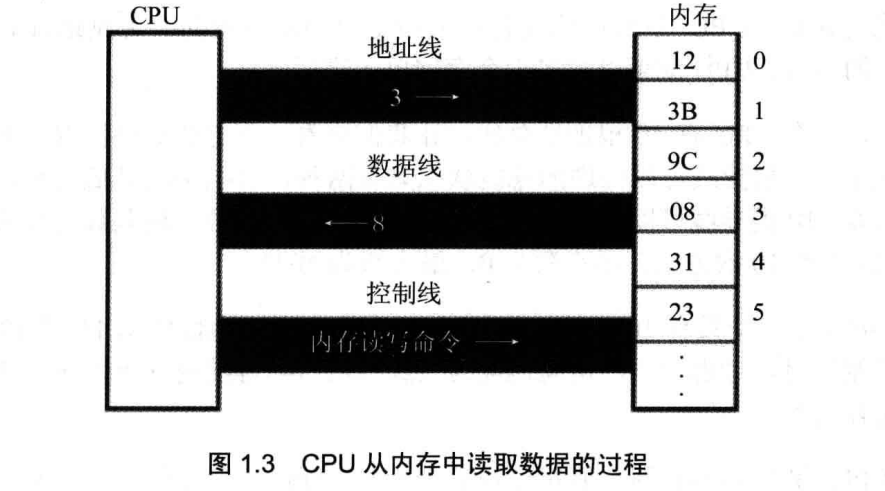 CPU
内存
地址线
12 0
3 →
3B 1
数据线
9C 2
08 3
← 8
31 4
控制线
23 5
内存读写命令 →
图 1.3 CPU 从内存中读取数据的过程